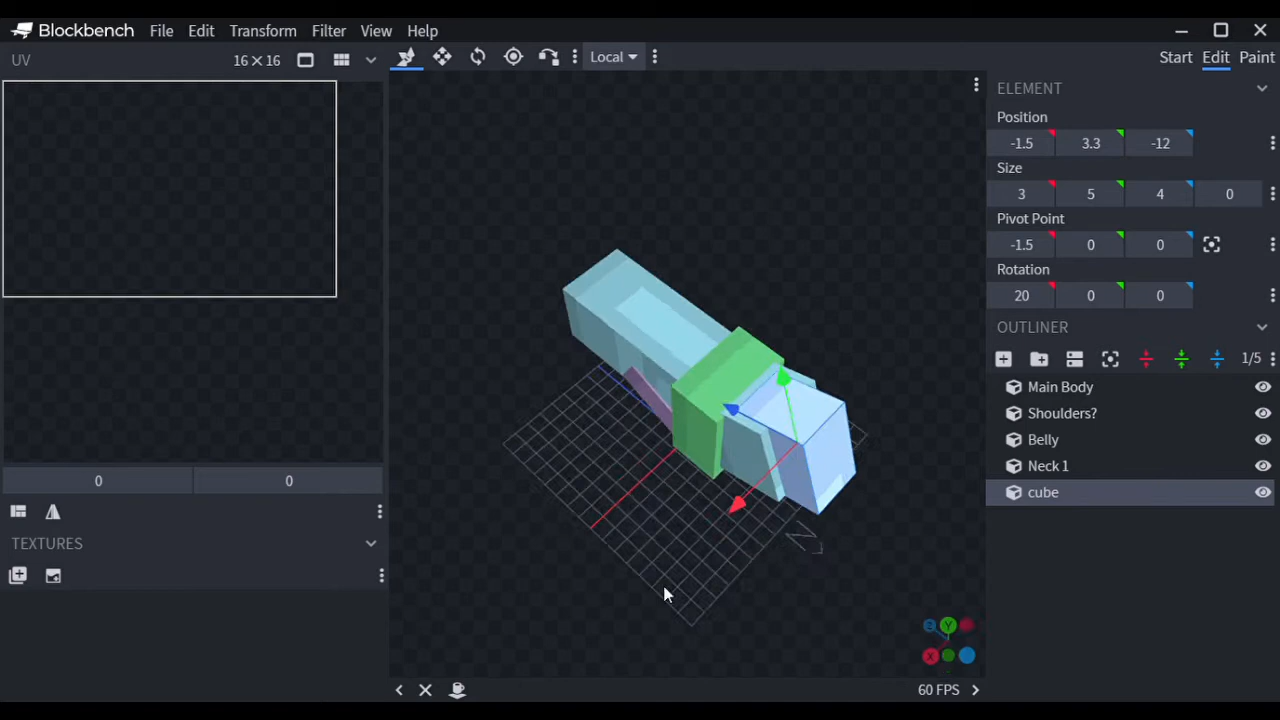 Blockbench File Edit Transform Filter View Help
UV 16×16
Local
Start Edit Paint
ELEMENT
Position
-1.5 3.3 -12
Size
3 5 4 0
Pivot Point
-1.5 0 0
Rotation
20 0 0
OUTLINER
1/5
Main Body
Shoulders?
Belly
Neck 1
cube
0 0
TEXTURES
N
Z Y X
60 FPS